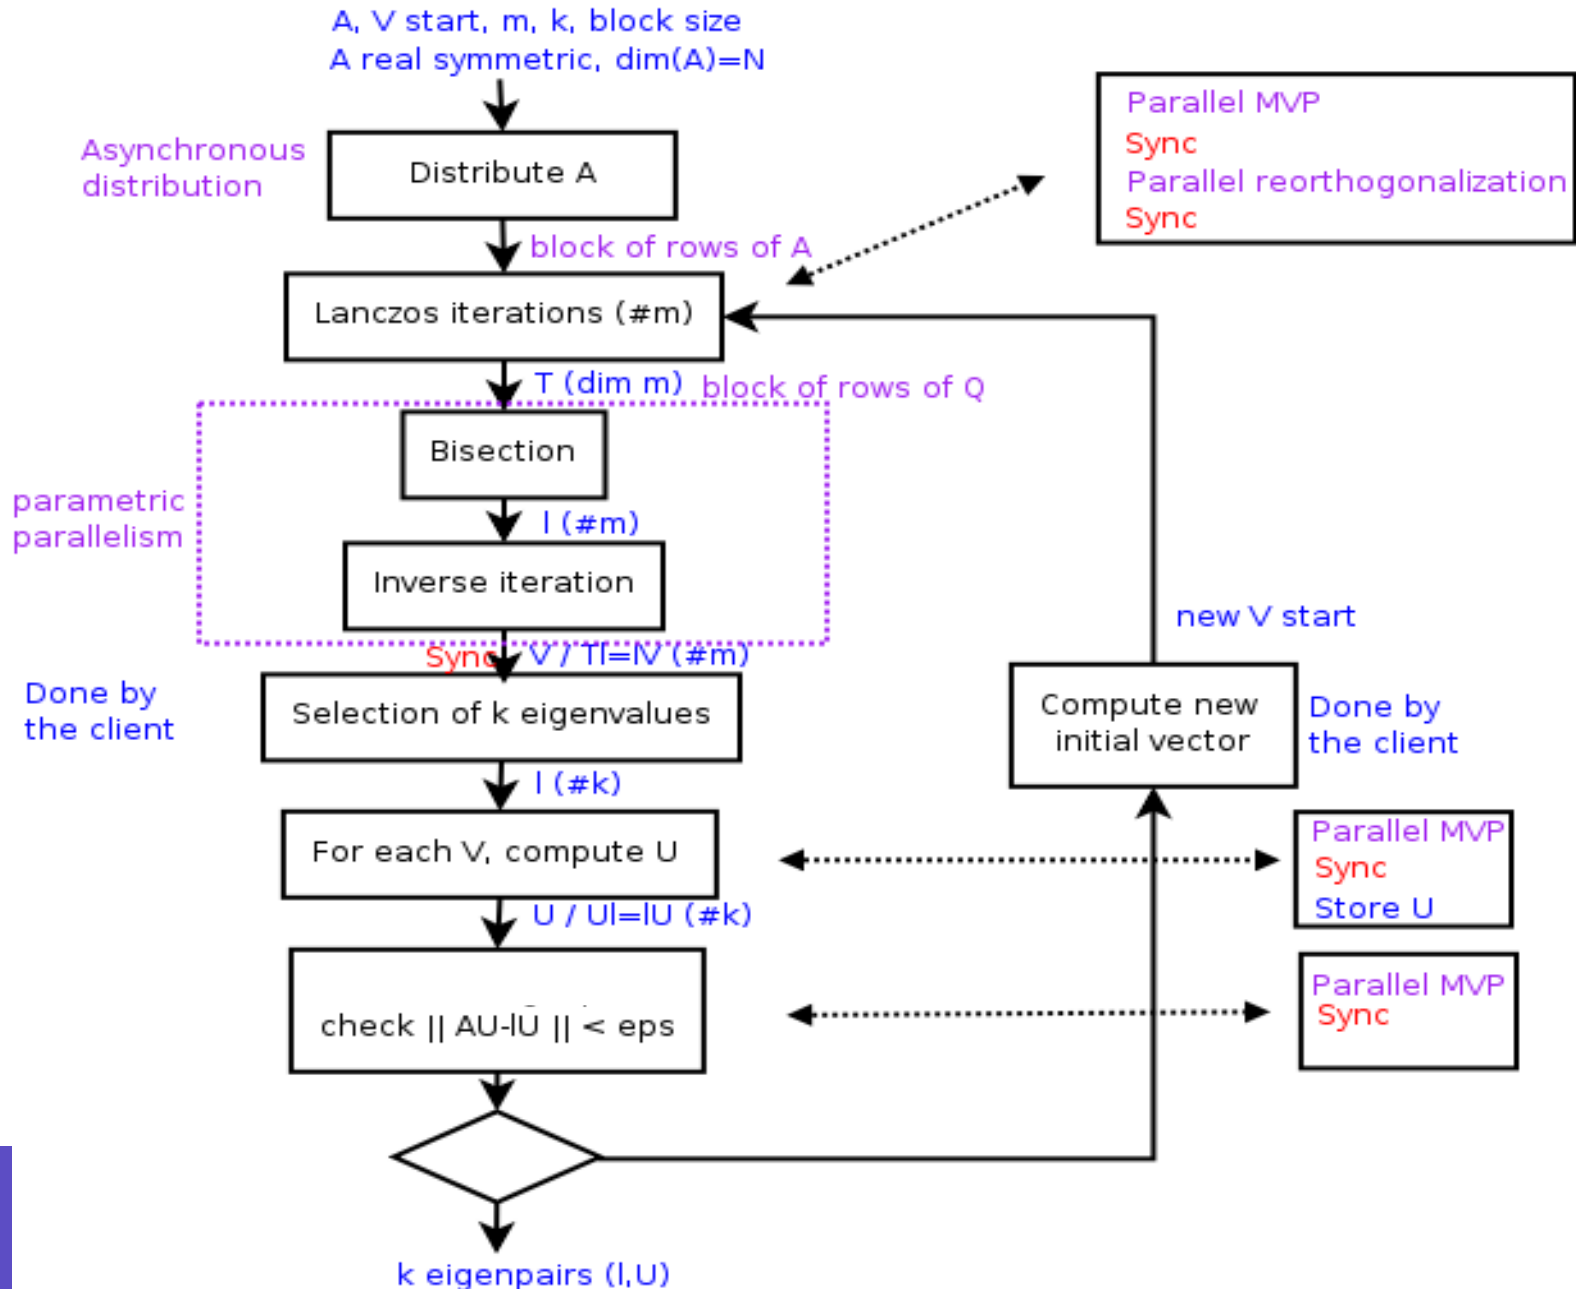 A, V start, m, k, block size
A real symmetric, dim(A)=N
Asynchronous
distribution
Distribute A
Parallel MVP
Sync
Parallel reorthogonalization
Sync
block of rows of A
Lanczos iterations (#m)
T (dim m)
block of rows of Q
Bisection
parametric
parallelism
l (#m)
Inverse iteration
Sync
V / Tl=lV (#m)
new V start
Done by
the client
Selection of k eigenvalues
Compute new
initial vector
Done by
the client
l (#k)
For each V, compute U
Parallel MVP
Sync
Store U
U / Ul=lU (#k)
check || AU-lU || < eps
Parallel MVP
Sync
k eigenpairs (l,U)